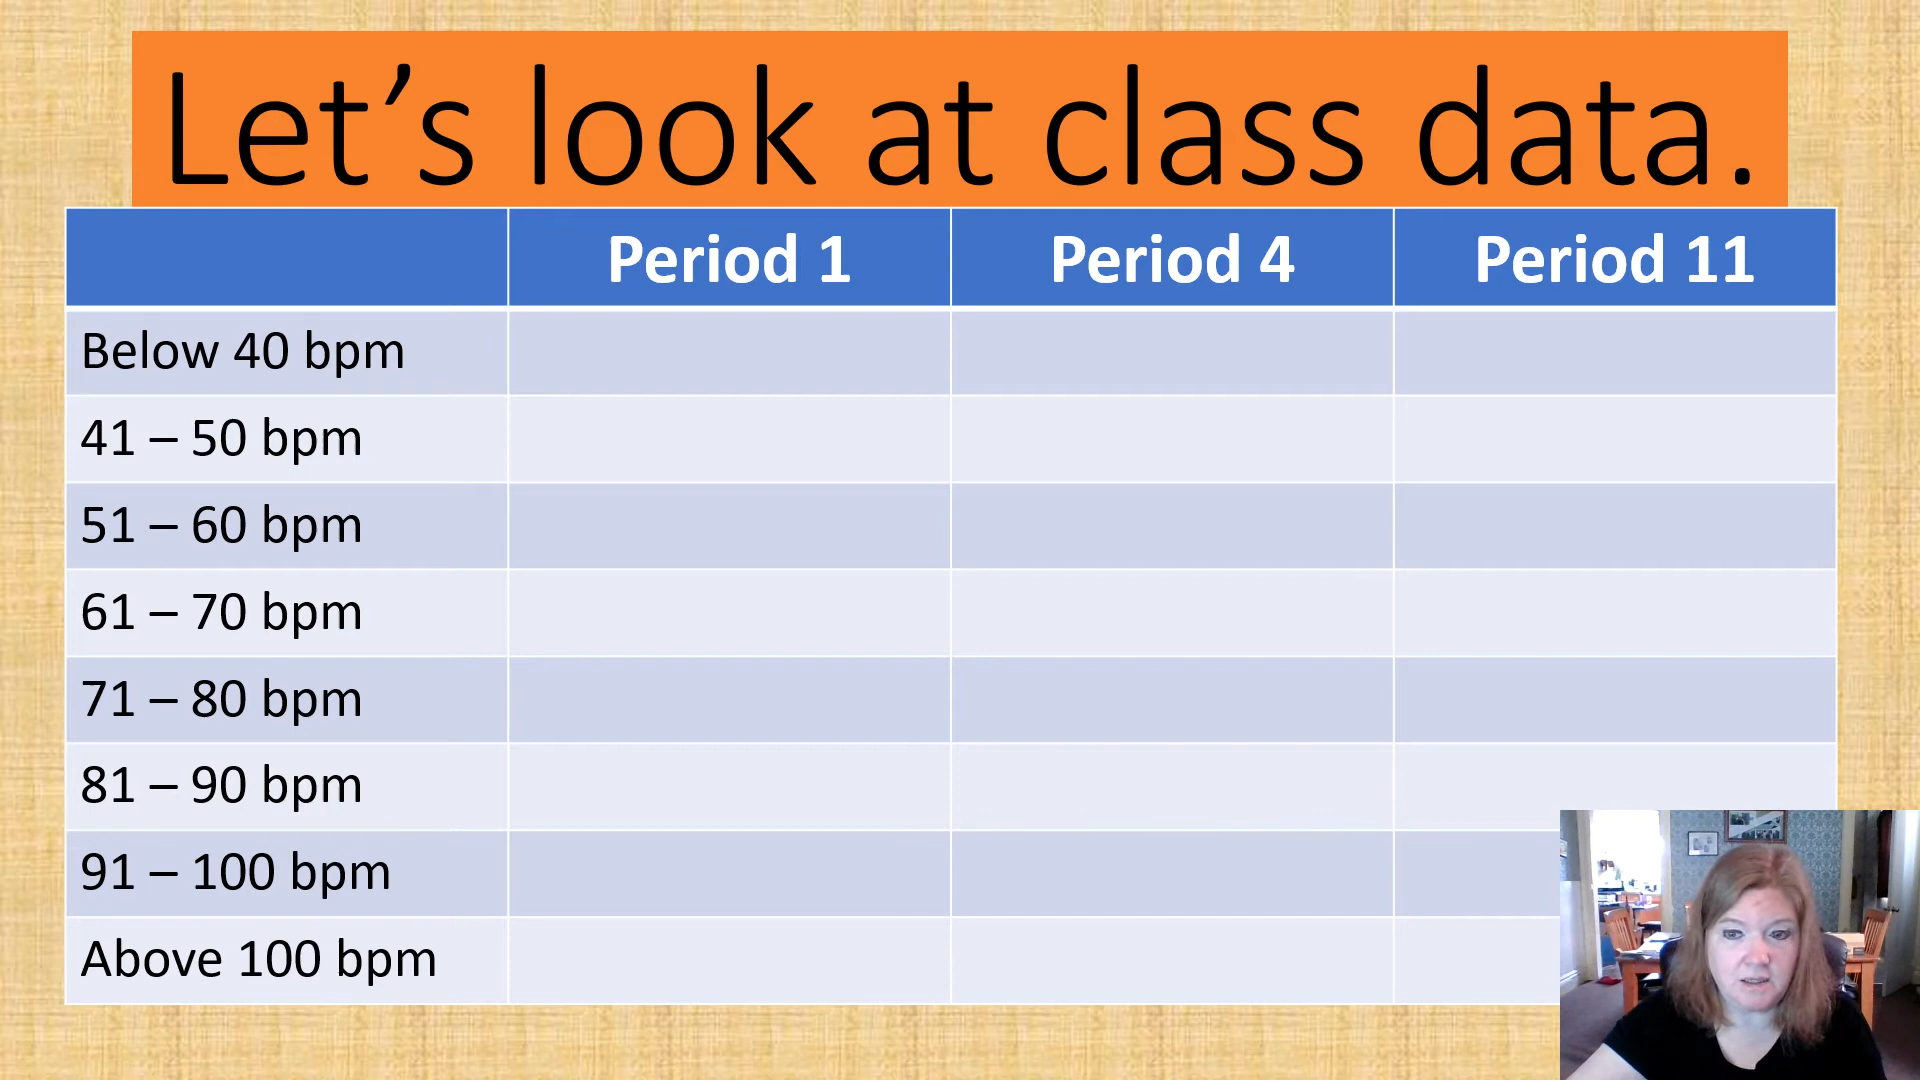 Let’s look at class data.
Period 1 Period 4 Period 11
Below 40 bpm
41 – 50 bpm
51 – 60 bpm
61 – 70 bpm
71 – 80 bpm
81 – 90 bpm
91 – 100 bpm
Above 100 bpm